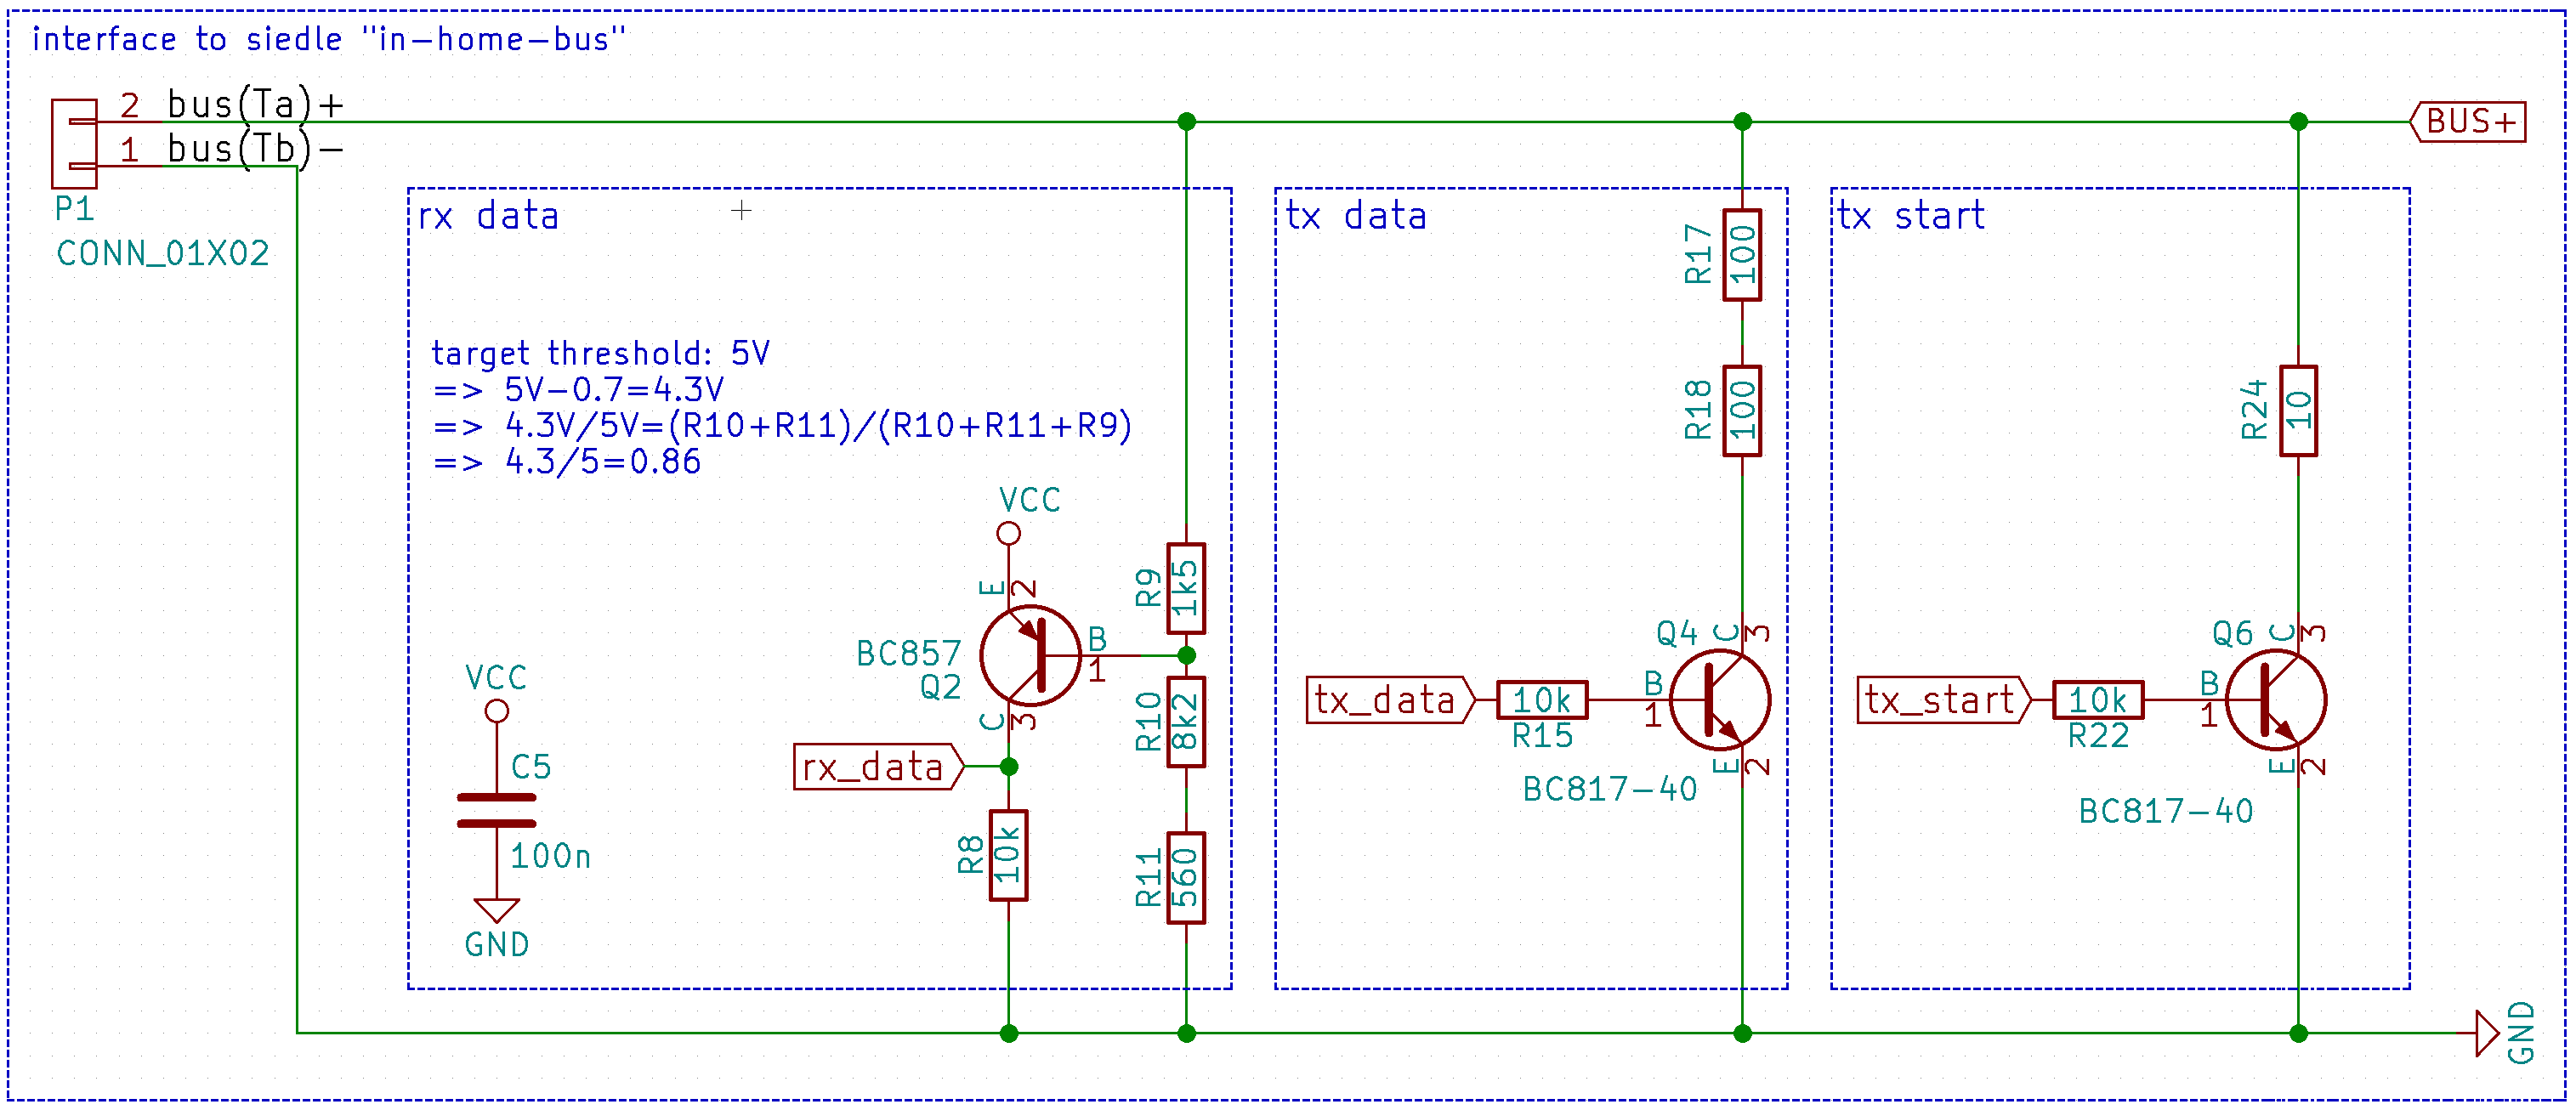 interface to siedle "in-home-bus"
2 bus(Ta)+
1 bus(Tb)-
P1
CONN_01X02
BUS+
rx data
target threshold: 5V
=> 5V-0.7=4.3V
=> 4.3V/5V=(R10+R11)/(R10+R11+R9)
=> 4.3/5=0.86
VCC
C5
100n
GND
VCC
E
2
BC857
Q2
B
1
C
3
rx_data
R8
10k
R9
1k5
R10
8k2
R11
560
tx data
R17
100
R18
100
Q4
C
3
tx_data
10k
R15
B
1
E
2
BC817-40
tx start
R24
10
Q6
C
3
tx_start
10k
R22
B
1
E
2
BC817-40
GND